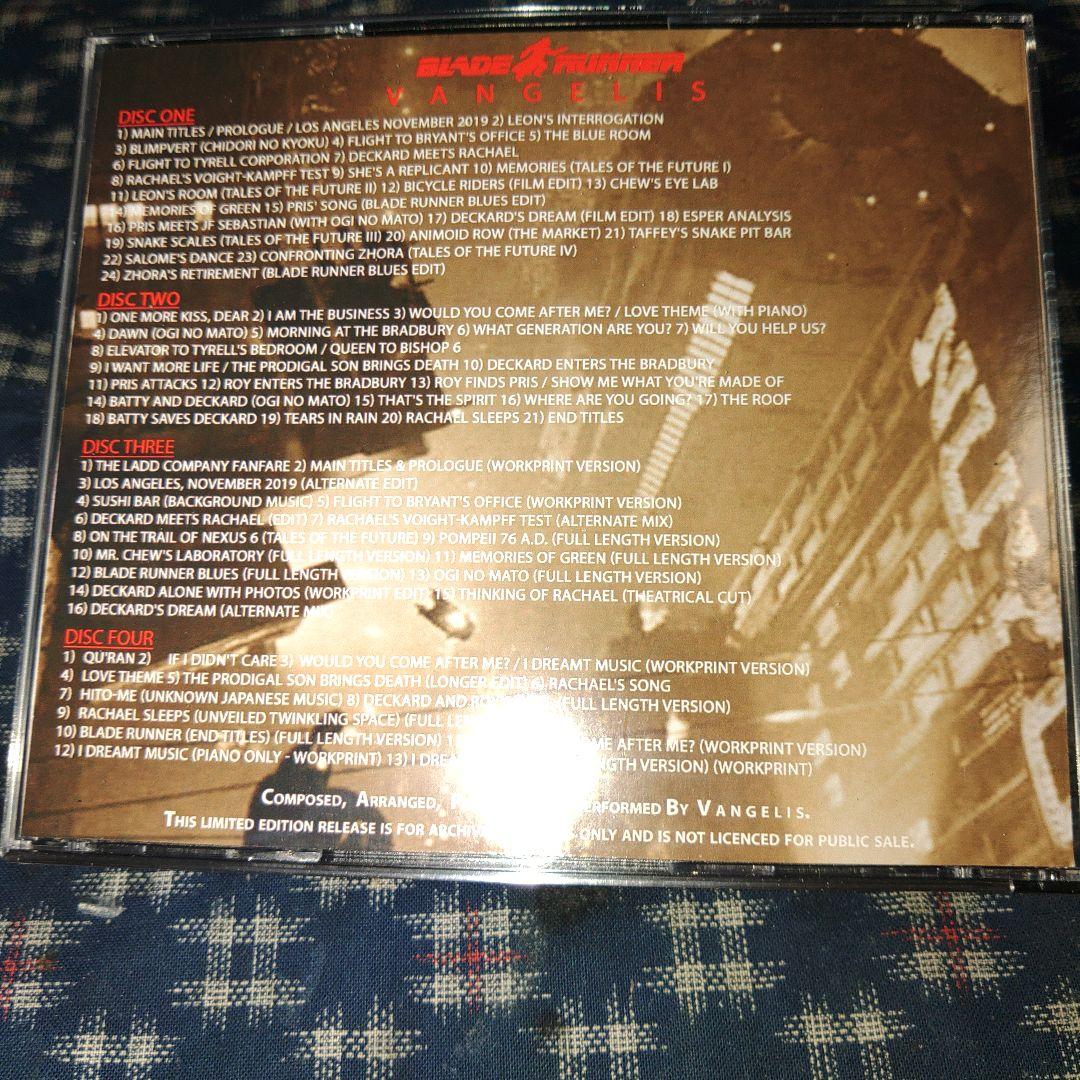 BLADE RUNNER
VANGELIS
DISC ONE
1) MAIN TITLES / PROLOGUE / LOS ANGELES NOVEMBER 2019 2) LEON'S INTERROGATION
3) BLIMPVERT (CHIDORI NO KYOKU) 4) FLIGHT TO BRYANT'S OFFICE 5) THE BLUE ROOM
6) FLIGHT TO TYRELL CORPORATION 7) DECKARD MEETS RACHAEL
8) RACHAEL'S VOIGHT-KAMPFF TEST 9) SHE'S A REPLICANT 10) MEMORIES (TALES OF THE FUTURE I)
11) LEON'S ROOM (TALES OF THE FUTURE II) 12) BICYCLE RIDERS (FILM EDIT) 13) CHEW'S EYE LAB
14) MEMORIES OF GREEN 15) PRIS' SONG (BLADE RUNNER BLUES EDIT)
16) PRIS MEETS JF SEBASTIAN (WITH OGI NO MATO) 17) DECKARD'S DREAM (FILM EDIT) 18) ESPER ANALYSIS
19) SNAKE SCALES (TALES OF THE FUTURE III) 20) ANIMOID ROW (THE MARKET) 21) TAFFEY'S SNAKE PIT BAR
22) SALOME'S DANCE 23) CONFRONTING ZHORA (TALES OF THE FUTURE IV)
24) ZHORA'S RETIREMENT (BLADE RUNNER BLUES EDIT)
DISC TWO
1) ONE MORE KISS, DEAR 2) I AM THE BUSINESS 3) WOULD YOU COME AFTER ME? / LOVE THEME (WITH PIANO)
4) DAWN (OGI NO MATO) 5) MORNING AT THE BRADBURY 6) WHAT GENERATION ARE YOU? 7) WILL YOU HELP US?
8) ELEVATOR TO TYRELL'S BEDROOM / QUEEN TO BISHOP 6
9) I WANT MORE LIFE / THE PRODIGAL SON BRINGS DEATH 10) DECKARD ENTERS THE BRADBURY
11) PRIS ATTACKS 12) ROY ENTERS THE BRADBURY 13) ROY FINDS PRIS / SHOW ME WHAT YOU'RE MADE OF
14) BATTY AND DECKARD (OGI NO MATO) 15) THAT'S THE SPIRIT 16) WHERE ARE YOU GOING? 17) THE ROOF
18) BATTY SAVES DECKARD 19) TEARS IN RAIN 20) RACHAEL SLEEPS 21) END TITLES
DISC THREE
1) THE LADD COMPANY FANFARE 2) MAIN TITLES & PROLOGUE (WORKPRINT VERSION)
3) LOS ANGELES, NOVEMBER 2019 (ALTERNATE EDIT)
4) SUSHI BAR (BACKGROUND MUSIC) 5) FLIGHT TO BRYANT'S OFFICE (WORKPRINT VERSION)
6) DECKARD MEETS RACHAEL (EDIT) 7) RACHAEL'S VOIGHT-KAMPFF TEST (ALTERNATE MIX)
8) ON THE TRAIL OF NEXUS 6 (TALES OF THE FUTURE) 9) POMPEII 76 A.D. (FULL LENGTH VERSION)
10) MR. CHEW'S LABORATORY (FULL LENGTH VERSION) 11) MEMORIES OF GREEN (FULL LENGTH VERSION)
12) BLADE RUNNER BLUES (FULL LENGTH VERSION) 13) OGI NO MATO (FULL LENGTH VERSION)
14) DECKARD ALONE WITH PHOTOS (WORKPRINT EDIT) 15) THINKING OF RACHAEL (THEATRICAL CUT)
16) DECKARD'S DREAM (ALTERNATE MIX)
DISC FOUR
1) QU'RAN 2) IF I DIDN'T CARE 3) WOULD YOU COME AFTER ME? / I DREAMT MUSIC (WORKPRINT VERSION)
4) LOVE THEME 5) THE PRODIGAL SON BRINGS DEATH (LONGER EDIT) 6) RACHAEL'S SONG
7) HITO-ME (UNKNOWN JAPANESE MUSIC) 8) DECKARD AND (FULL LENGTH VERSION)
9) RACHAEL SLEEPS (UNVEILED TWINKLING SPACE)
10) BLADE RUNNER (END TITLES) (FULL LENGTH VERSION) AFTER ME? (WORKPRINT VERSION)
12) I DREAMT MUSIC (PIANO ONLY - WORKPRINT) 13) I VERSION) (WORKPRINT)
COMPOSED, ARRANGED, BY VANGELIS.
THIS LIMITED EDITION RELEASE IS FOR ONLY AND IS NOT LICENCED FOR PUBLIC SALE.